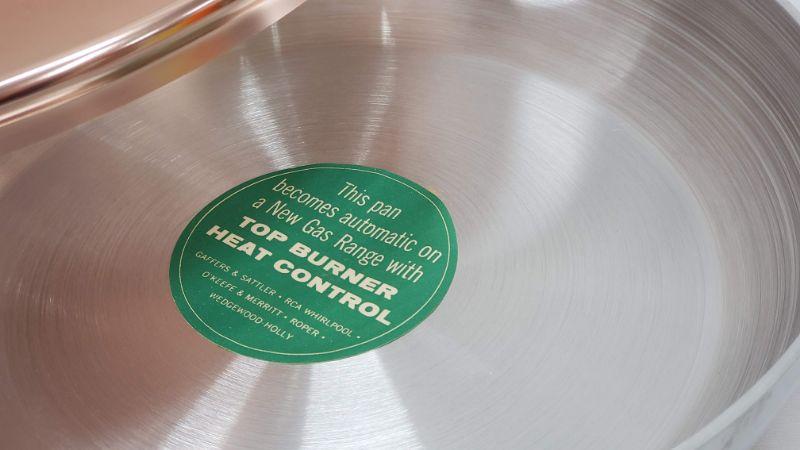 This pan
becomes automatic on
a New Gas Range with
TOP BURNER
HEAT CONTROL
GAFFERS & SATTLER • RCA WHIRLPOOL •
O'KEEFE & MERRITT • ROPER •
WEDGEWOOD HOLLY